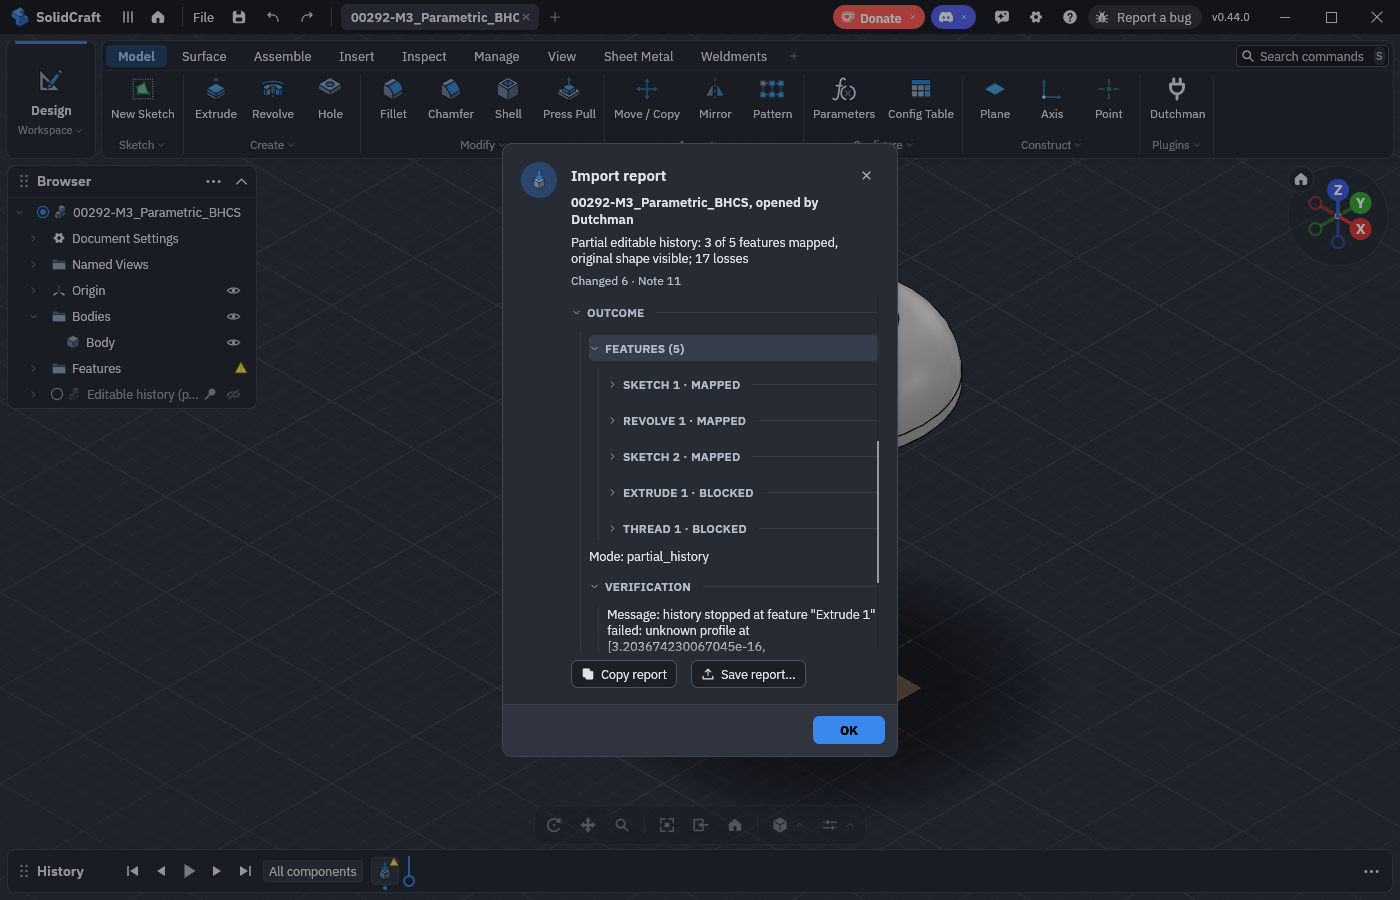 SolidCraft
File
00292-M3_Parametric_BHC
Donate
Report a bug
v0.44.0
Model
Surface
Assemble
Insert
Inspect
Manage
View
Sheet Metal
Weldments
Search commands
S
Design
Workspace
New Sketch
Extrude
Revolve
Hole
Fillet
Chamfer
Shell
Press Pull
Move / Copy
Mirror
Pattern
Parameters
Config Table
Plane
Axis
Point
Dutchman
Sketch
Create
Modify
Construct
Plugins
Browser
00292-M3_Parametric_BHCS
Document Settings
Named Views
Origin
Bodies
Body
Features
Editable history (p...
Z
Y
X
Import report
00292-M3_Parametric_BHCS, opened by
Dutchman
Partial editable history: 3 of 5 features mapped,
original shape visible; 17 losses
Changed 6 · Note 11
OUTCOME
FEATURES (5)
SKETCH 1 · MAPPED
REVOLVE 1 · MAPPED
SKETCH 2 · MAPPED
EXTRUDE 1 · BLOCKED
THREAD 1 · BLOCKED
Mode: partial_history
VERIFICATION
Message: history stopped at feature "Extrude 1"
failed: unknown profile at
[3.203674230067045e-16,
Copy report
Save report...
OK
History
All components